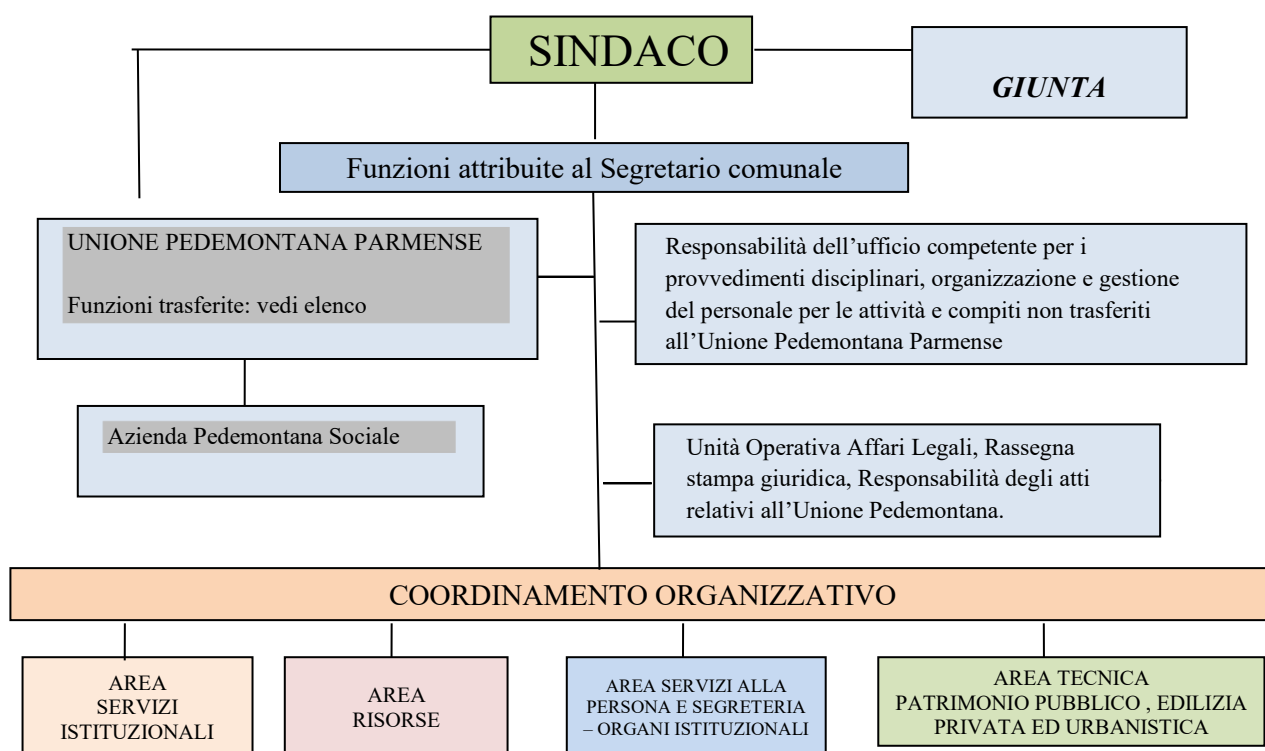 SINDACO
GIUNTA
Funzioni attribuite al Segretario comunale
UNIONE PEDEMONTANA PARMENSE
Funzioni trasferite: vedi elenco
Responsabilità dell’ufficio competente per i
provvedimenti disciplinari, organizzazione e gestione
del personale per le attività e compiti non trasferiti
all’Unione Pedemontana Parmense
Azienda Pedemontana Sociale
Unità Operativa Affari Legali, Rassegna
stampa giuridica, Responsabilità degli atti
relativi all’Unione Pedemontana.
COORDINAMENTO ORGANIZZATIVO
AREA
SERVIZI
ISTITUZIONALI
AREA
RISORSE
AREA SERVIZI ALLA
PERSONA E SEGRETERIA
– ORGANI ISTITUZIONALI
AREA TECNICA
PATRIMONIO PUBBLICO , EDILIZIA
PRIVATA ED URBANISTICA